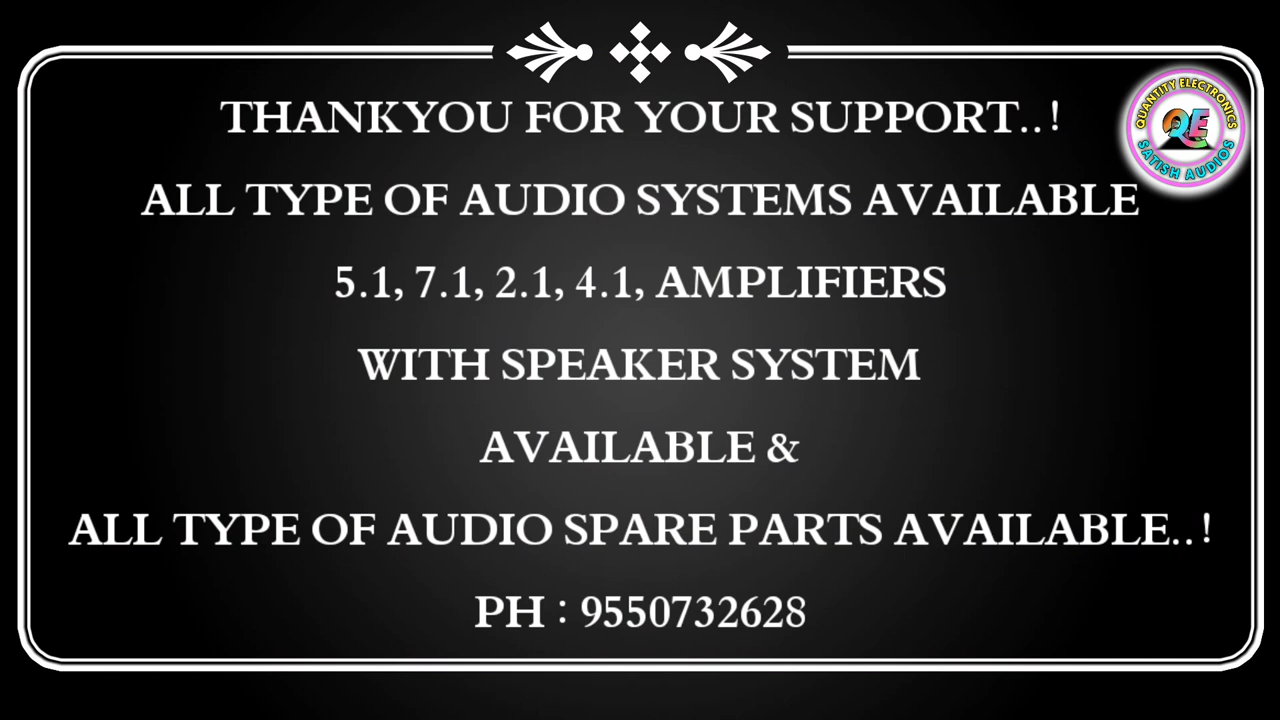 THANKYOU FOR YOUR SUPPORT..!
QUANTITY ELECTRONICS
QE
SATISH AUDIOS
ALL TYPE OF AUDIO SYSTEMS AVAILABLE
5.1, 7.1, 2.1, 4.1, AMPLIFIERS
WITH SPEAKER SYSTEM
AVAILABLE &
ALL TYPE OF AUDIO SPARE PARTS AVAILABLE..!
PH : 9550732628